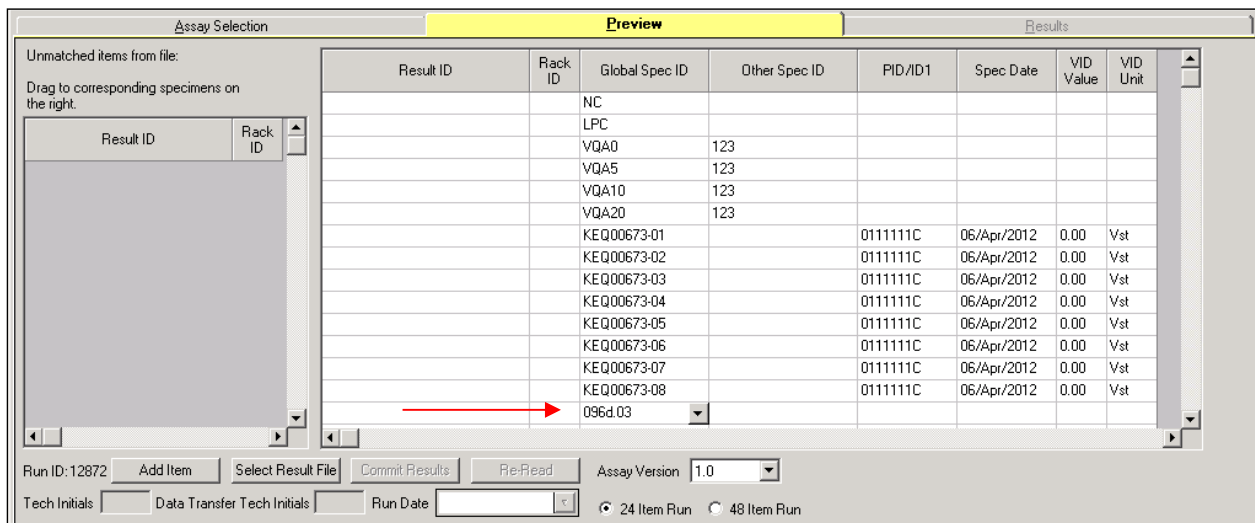 Assay Selection Preview Results
Unmatched items from file:
Drag to corresponding specimens on
the right.
Result ID Rack ID
Result ID Rack ID Global Spec ID Other Spec ID PID/ID1 Spec Date VID Value VID Unit
NC
LPC
VQA0 123
VQA5 123
VQA10 123
VQA20 123
KEQ00673-01 0111111C 06/Apr/2012 0.00 Vst
KEQ00673-02 0111111C 06/Apr/2012 0.00 Vst
KEQ00673-03 0111111C 06/Apr/2012 0.00 Vst
KEQ00673-04 0111111C 06/Apr/2012 0.00 Vst
KEQ00673-05 0111111C 06/Apr/2012 0.00 Vst
KEQ00673-06 0111111C 06/Apr/2012 0.00 Vst
KEQ00673-07 0111111C 06/Apr/2012 0.00 Vst
KEQ00673-08 0111111C 06/Apr/2012 0.00 Vst
096d.03
Run ID: 12872 Add Item Select Result File Commit Results Re-Read Assay Version 1.0
Tech Initials Data Transfer Tech Initials Run Date 24 Item Run 48 Item Run